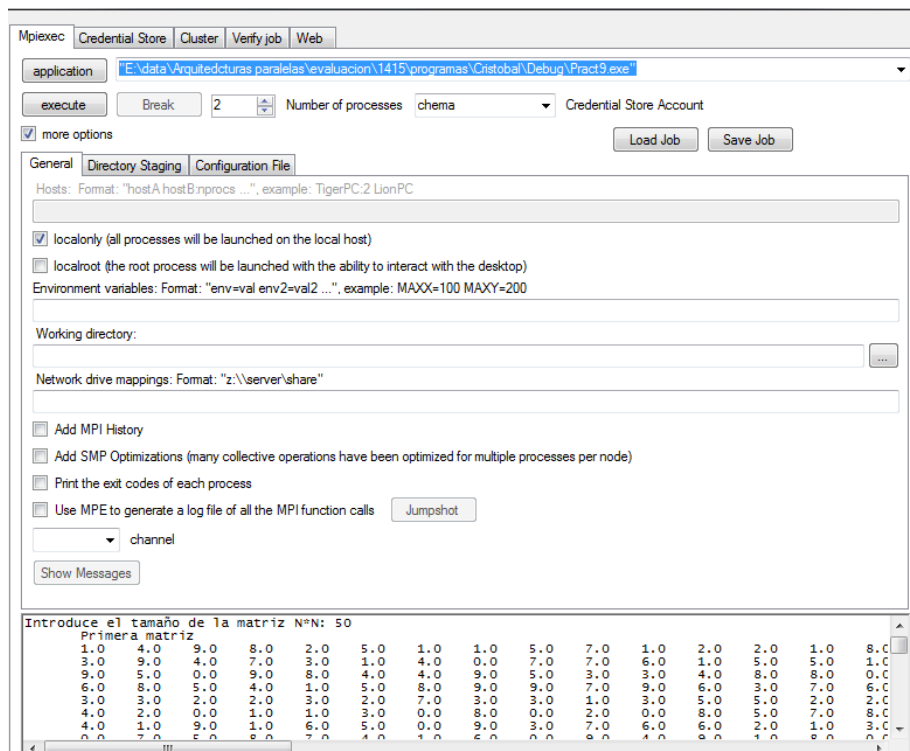 Mpiexec Credential Store Cluster Verify job Web
application "E:\data\Arquitedcturas paralelas\evaluacion\1415\programas\Cristobal\Debug\Pract9.exe"
execute Break 2 Number of processes chema Credential Store Account
more options Load Job Save Job
General Directory Staging Configuration File
Hosts: Format: "hostA hostB:nprocs ...", example: TigerPC:2 LionPC
localonly (all processes will be launched on the local host)
localroot (the root process will be launched with the ability to interact with the desktop)
Environment variables: Format: "env=val env2=val2 ...", example: MAXX=100 MAXY=200
Working directory:
...
Network drive mappings: Format: "z:\\server\share"
Add MPI History
Add SMP Optimizations (many collective operations have been optimized for multiple processes per node)
Print the exit codes of each process
Use MPE to generate a log file of all the MPI function calls Jumpshot
channel
Show Messages
Introduce el tamaño de la matriz N*N: 50
Primera matriz
1.0 4.0 9.0 8.0 2.0 5.0 1.0 1.0 5.0 7.0 1.0 2.0 2.0 1.0 8.0
3.0 9.0 4.0 7.0 3.0 1.0 4.0 0.0 7.0 7.0 6.0 1.0 5.0 5.0 1.0
9.0 5.0 0.0 9.0 8.0 4.0 4.0 9.0 5.0 3.0 3.0 4.0 8.0 8.0 0.0
6.0 8.0 5.0 4.0 1.0 5.0 8.0 9.0 9.0 7.0 9.0 6.0 3.0 7.0 6.0
3.0 3.0 2.0 2.0 3.0 2.0 7.0 3.0 3.0 1.0 3.0 5.0 4.0 2.0 2.0
4.0 2.0 0.0 1.0 1.0 3.0 0.0 8.0 0.0 2.0 0.0 8.0 5.0 7.0 0.0
4.0 1.0 9.0 1.0 6.0 5.0 0.0 9.0 3.0 7.0 6.0 6.0 2.0 1.0 3.0